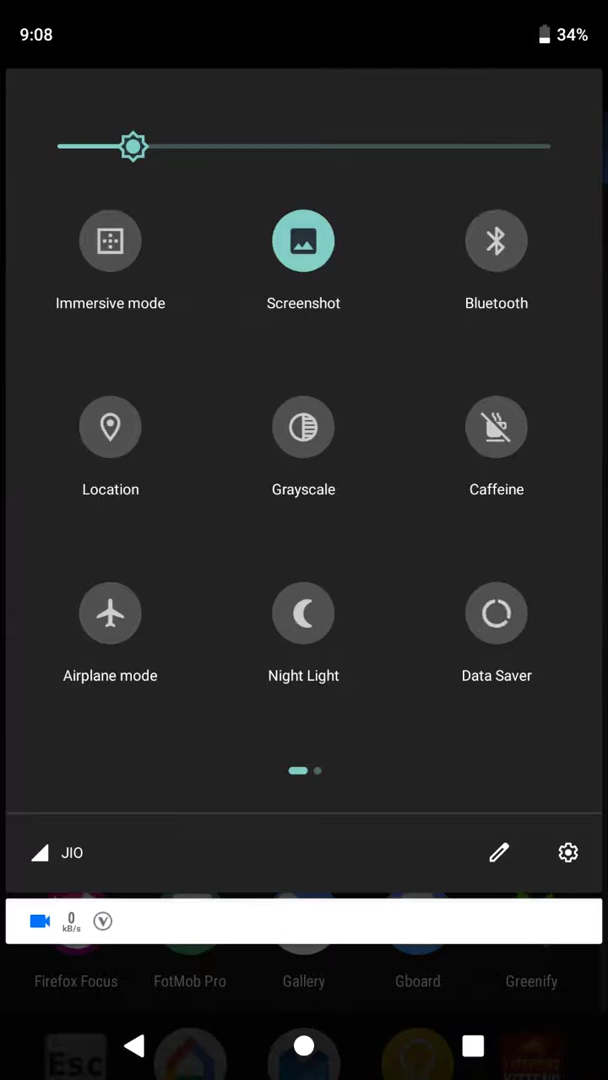 9:08 34%
Immersive mode Screenshot Bluetooth
Location Grayscale Caffeine
Airplane mode Night Light Data Saver
JIO
0
kB/s
Firefox Focus FotMob Pro Gallery Gboard Greenify
Esc